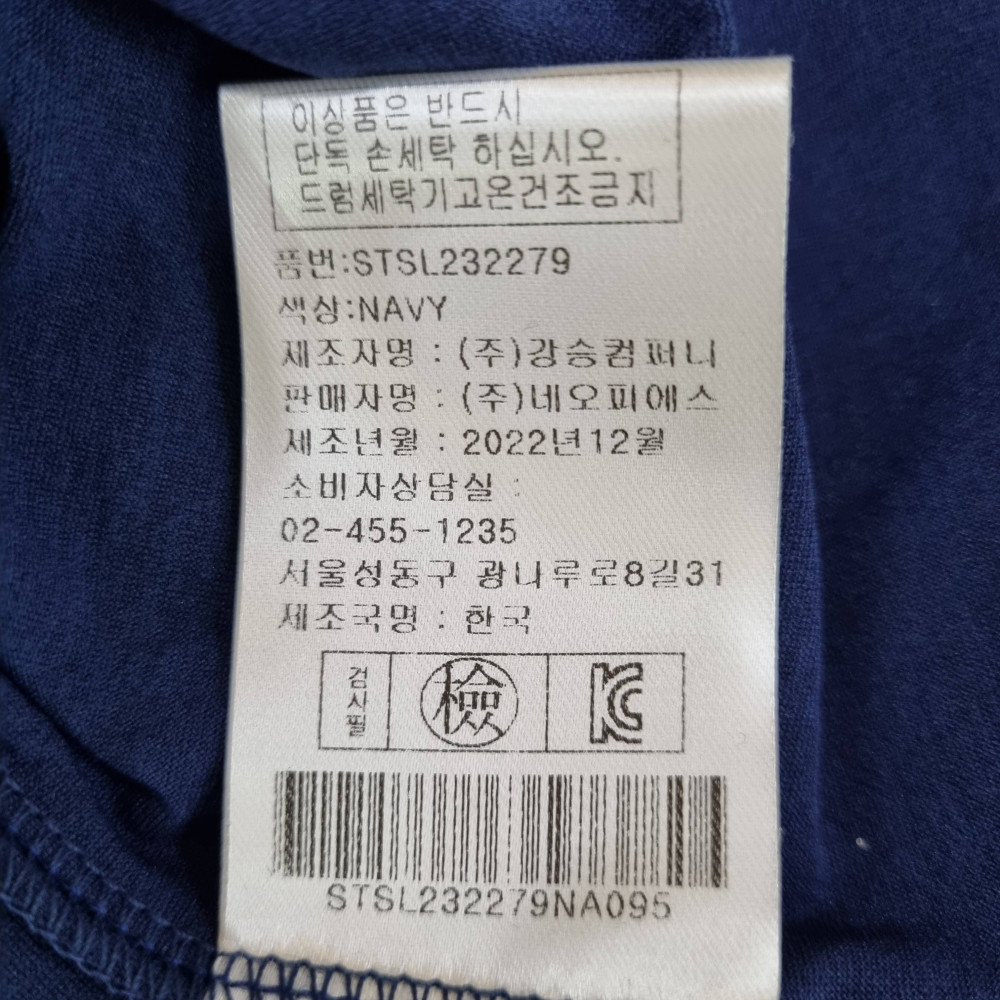 이상품은 반드시
단독 손세탁 하십시오.
드럼세탁기고온건조금지
품번:STSL232279
색상:NAVY
제조자명 : (주)강승컴퍼니
판매자명 : (주)네오피에스
제조년월 : 2022년12월
소비자상담실 :
02-455-1235
서울성동구 광나루로8길31
제조국명 : 한국
검사필 檢 KC
STSL232279NA095